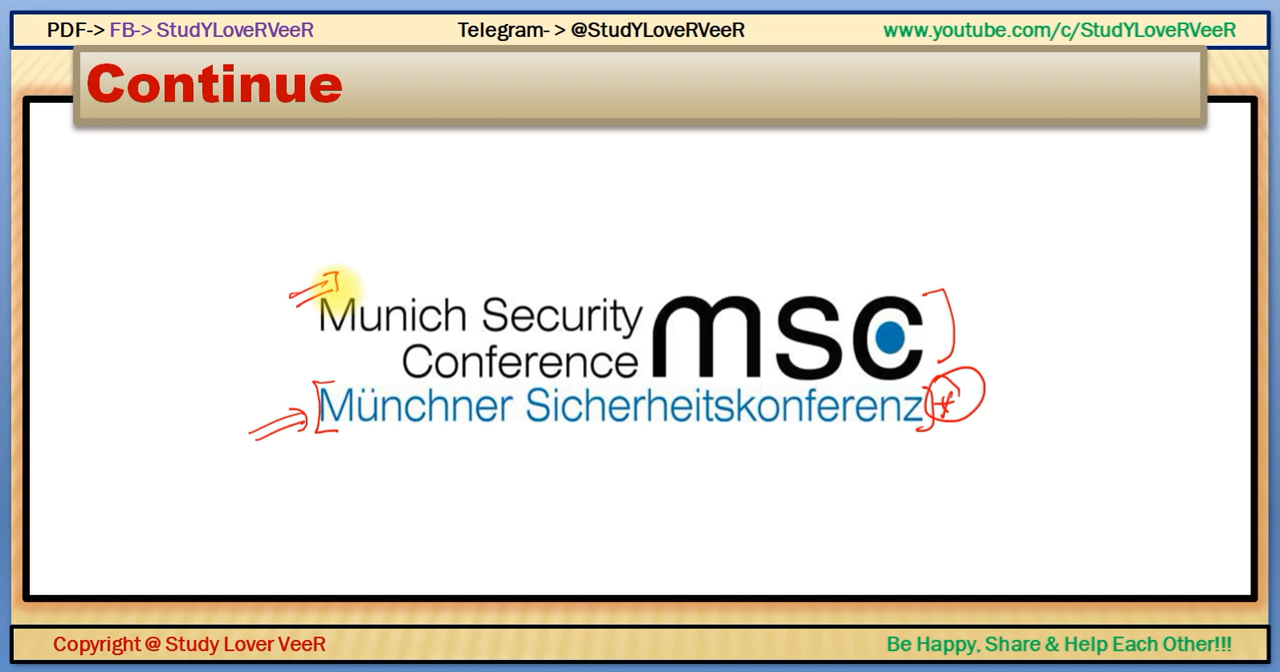 PDF-> FB-> StudYLoveRVeeR Telegram- > @StudYLoveRVeeR www.youtube.com/c/StudYLoveRVeeR
Continue
Munich Security
Conference msc
Münchner Sicherheitskonferenz
Copyright @ Study Lover VeeR Be Happy, Share & Help Each Other!!!